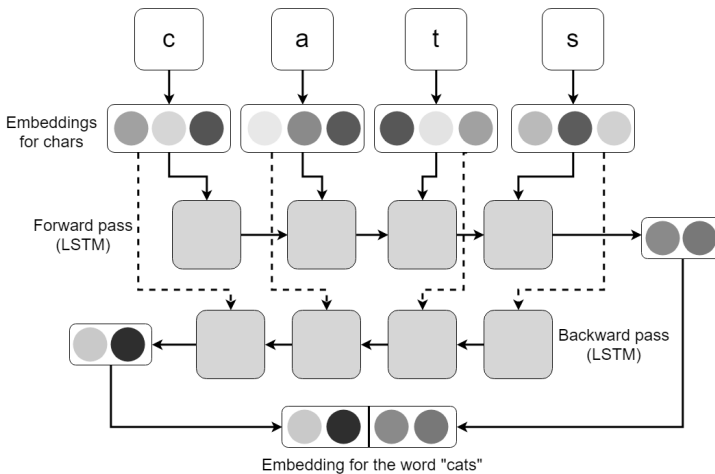 c a t s
Embeddings
for chars
Forward pass
(LSTM)
Backward pass
(LSTM)
Embedding for the word "cats"